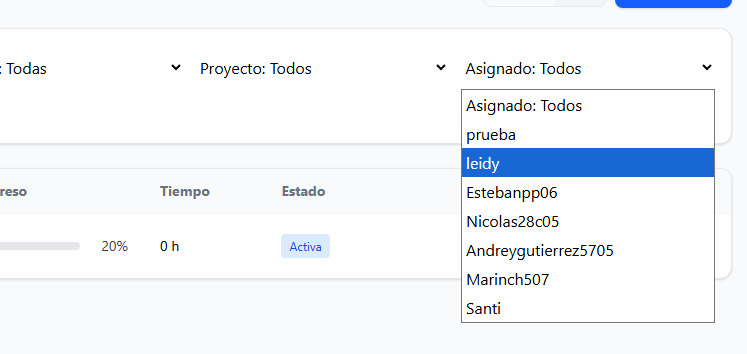 : Todas
Proyecto: Todos
Asignado: Todos
Asignado: Todos
prueba
leidy
Estebanpp06
Nicolas28c05
Andreygutierrez5705
Marinch507
Santi
reso
Tiempo
Estado
20%
0 h
Activa